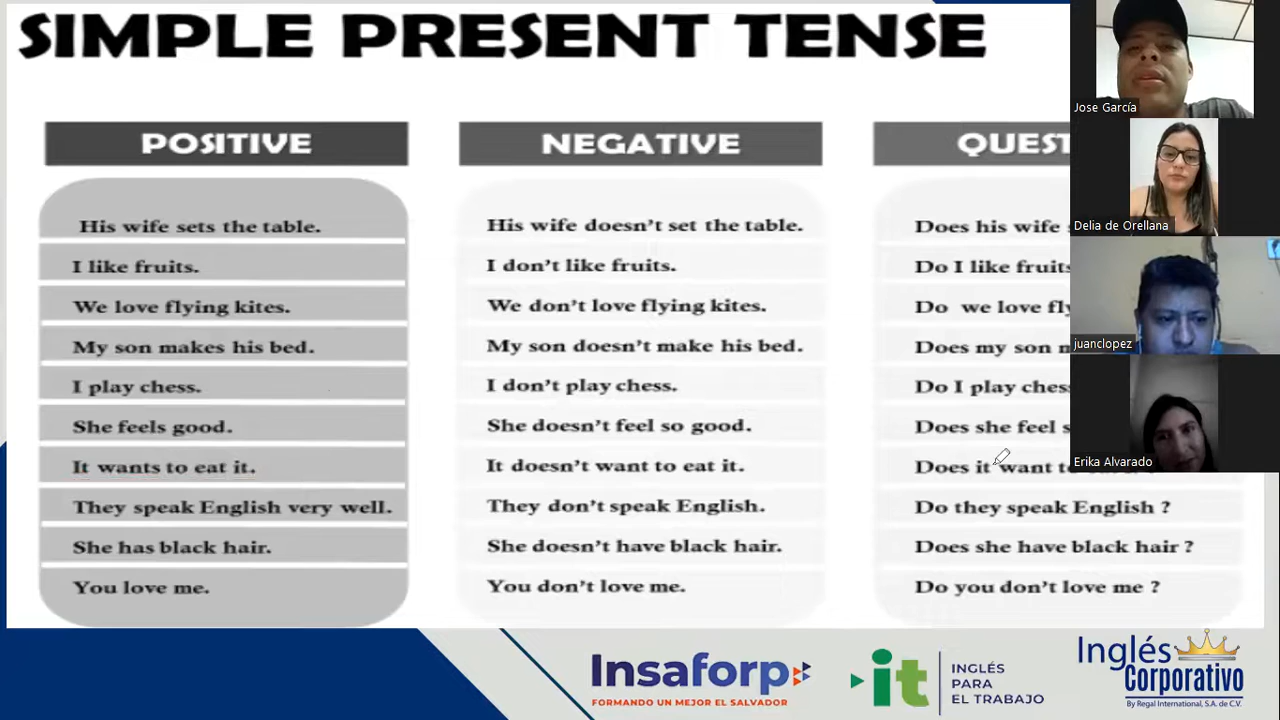 SIMPLE PRESENT TENSE
POSITIVE
His wife sets the table.
I like fruits.
We love flying kites.
My son makes his bed.
I play chess.
She feels good.
It wants to eat it.
They speak English very well.
She has black hair.
You love me.
NEGATIVE
His wife doesn't set the table.
I don't like fruits.
We don't love flying kites.
My son doesn't make his bed.
I don't play chess.
She doesn't feel so good.
It doesn't want to eat it.
They don't speak English.
She doesn't have black hair.
You don't love me.
QUEST
Does his wife
Do I like fruits
Do we love fly
Does my son
Do I play chess
Does she feel
Does it want
Do they speak English ?
Does she have black hair ?
Do you don't love me ?
Jose García
Delia de Orellana
juanclopez
Erika Alvarado
Insaforp
FORMANDO UN MEJOR EL SALVADOR
it
INGLÉS
PARA
EL TRABAJO
Inglés
Corporativo
By Regal International, S.A. de C.V.